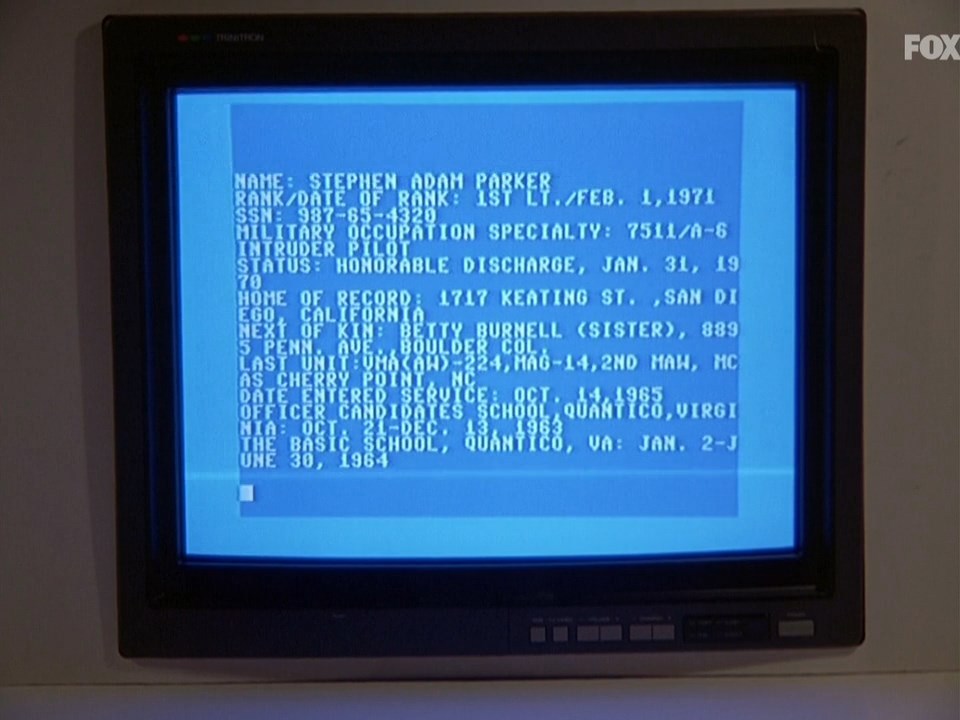 TRINITRON
FOX
NAME: STEPHEN ADAM PARKER
RANK/DATE OF RANK: 1ST LT./FEB. 1,1971
SSN: 987-65-4320
MILITARY OCCUPATION SPECIALTY: 7511/A-6
INTRUDER PILOT
STATUS: HONORABLE DISCHARGE, JAN. 31, 19
70
HOME OF RECORD: 1717 KEATING ST. ,SAN DI
EGO, CALIFORNIA
NEXT OF KIN: BETTY BURNELL (SISTER), 889
5 PENN. AVE.,BOULDER COL.
LAST UNIT:VMA(AW)-224,MAG-14,2ND MAW, MC
AS CHERRY POINT, NC
DATE ENTERED SERVICE: OCT. 14,1965
OFFICER CANDIDATES SCHOOL,QUANTICO,VIRGI
NIA: OCT. 21-DEC. 13, 1963
THE BASIC SCHOOL, QUANTICO, VA: JAN. 2-J
UNE 30, 1964